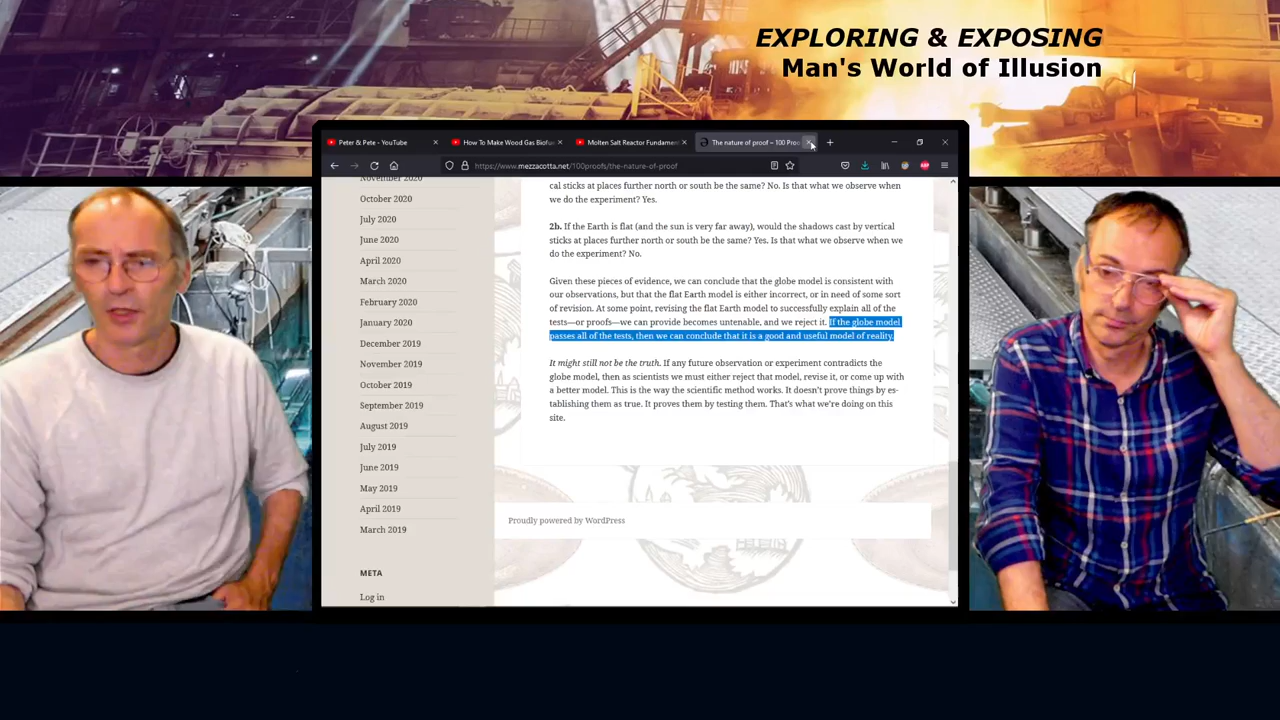 EXPLORING & EXPOSING
Man's World of Illusion
Peter & Pete - YouTube
How To Make Wood Gas Biofu
Molten Salt Reactor Fundamen
The nature of proof – 100 Proo
https://www.mezzacotta.net/100proofs/the-nature-of-proof
November 2020
October 2020
July 2020
June 2020
April 2020
March 2020
February 2020
January 2020
December 2019
November 2019
October 2019
September 2019
August 2019
July 2019
June 2019
May 2019
April 2019
March 2019
META
Log in
cal sticks at places further north or south be the same? No. Is that what we observe when
we do the experiment? Yes.
2b. If the Earth is flat (and the sun is very far away), would the shadows cast by vertical
sticks at places further north or south be the same? Yes. Is that what we observe when we
do the experiment? No.
Given these pieces of evidence, we can conclude that the globe model is consistent with
our observations, but that the flat Earth model is either incorrect, or in need of some sort
of revision. At some point, revising the flat Earth model to successfully explain all of the
tests—or proofs—we can provide becomes untenable, and we reject it. If the globe model
passes all of the tests, then we can conclude that it is a good and useful model of reality.
It might still not be the truth. If any future observation or experiment contradicts the
globe model, then as scientists we must either reject that model, revise it, or come up with
a better model. This is the way the scientific method works. It doesn't prove things by es-
tablishing them as true. It proves them by testing them. That's what we're doing on this
site.
Proudly powered by WordPress